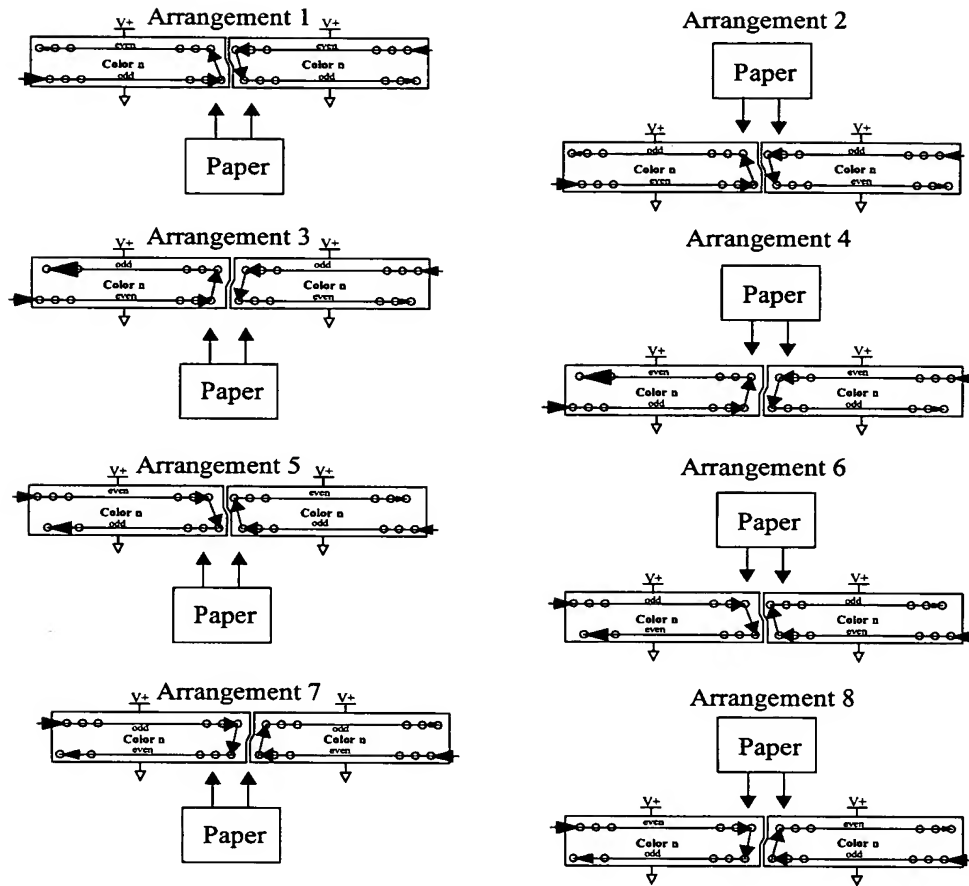 Arrangement 1
V+ V+
even even
Color n Color n
odd odd
Paper
Arrangement 2
Paper
V+ V+
odd odd
Color n Color n
even even
Arrangement 3
V+ V+
odd odd
Color n Color n
even even
Paper
Arrangement 4
Paper
V+ V+
even even
Color n Color n
odd odd
Arrangement 5
V+ V+
even even
Color n Color n
odd odd
Paper
Arrangement 6
Paper
V+ V+
odd odd
Color n Color n
even even
Arrangement 7
V+ V+
odd odd
Color n Color n
even even
Paper
Arrangement 8
Paper
V+ V+
even even
Color n Color n
odd odd